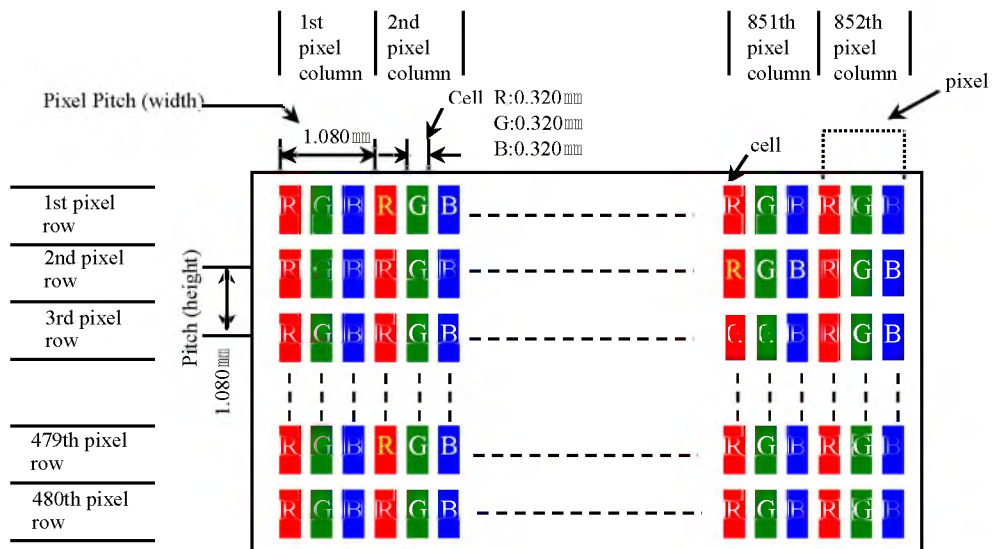 1st pixel column
2nd pixel column
851th pixel column
852th pixel column
pixel
Pixel Pitch (width)
1.080㎜
Cell R:0.320㎜
G:0.320㎜
B:0.320㎜
cell
1st pixel row
R G B R G B R G B R G B
2nd pixel row
R G B R G B R G B R G B
3rd pixel row
R G B R G B B R G B
Pitch (height)
1.080㎜
479th pixel row
R G B R G B R G B R G B
480th pixel row
R G B R G B R G B R G B